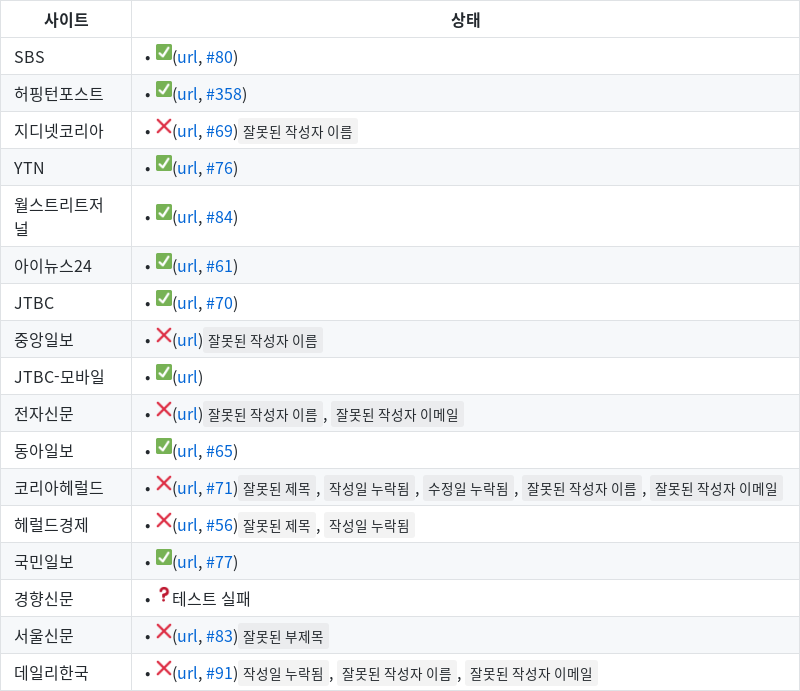 사이트 상태
SBS • ✅(url, #80)
허핑턴포스트 • ✅(url, #358)
지디넷코리아 • ❌(url, #69) 잘못된 작성자 이름
YTN • ✅(url, #76)
월스트리트저
널 • ✅(url, #84)
아이뉴스24 • ✅(url, #61)
JTBC • ✅(url, #70)
중앙일보 • ❌(url) 잘못된 작성자 이름
JTBC-모바일 • ✅(url)
전자신문 • ❌(url) 잘못된 작성자 이름 , 잘못된 작성자 이메일
동아일보 • ✅(url, #65)
코리아헤럴드 • ❌(url, #71) 잘못된 제목 , 작성일 누락됨 , 수정일 누락됨 , 잘못된 작성자 이름 , 잘못된 작성자 이메일
헤럴드경제 • ❌(url, #56) 잘못된 제목 , 작성일 누락됨
국민일보 • ✅(url, #77)
경향신문 • ❓테스트 실패
서울신문 • ❌(url, #83) 잘못된 부제목
데일리한국 • ❌(url, #91) 작성일 누락됨 , 잘못된 작성자 이름 , 잘못된 작성자 이메일